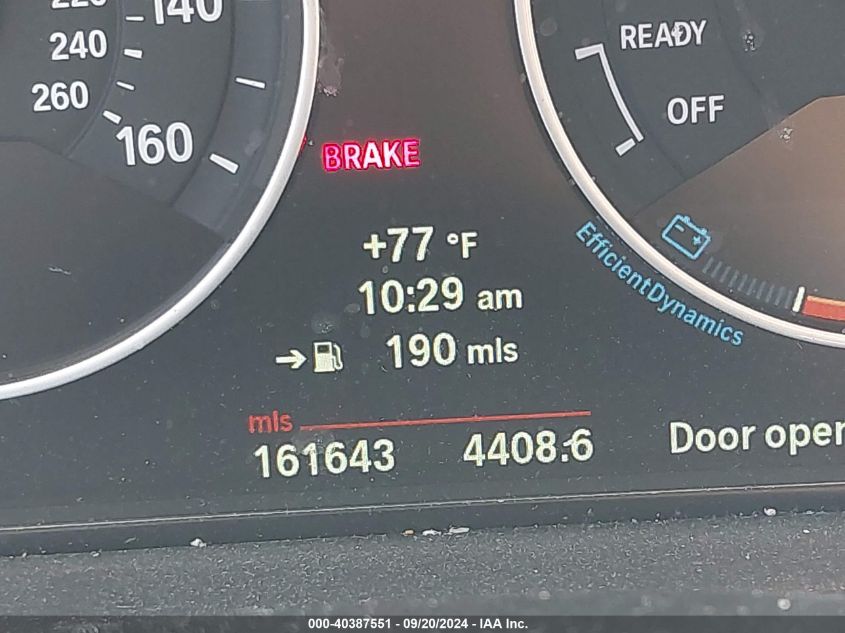 220
140
240
260
160
READY
OFF
BRAKE
+77 °F
10:29 am
→ 190 mls
EfficientDynamics
mls
161643 4408.6
Door oper
000-40387551 - 09/20/2024 - IAA Inc.